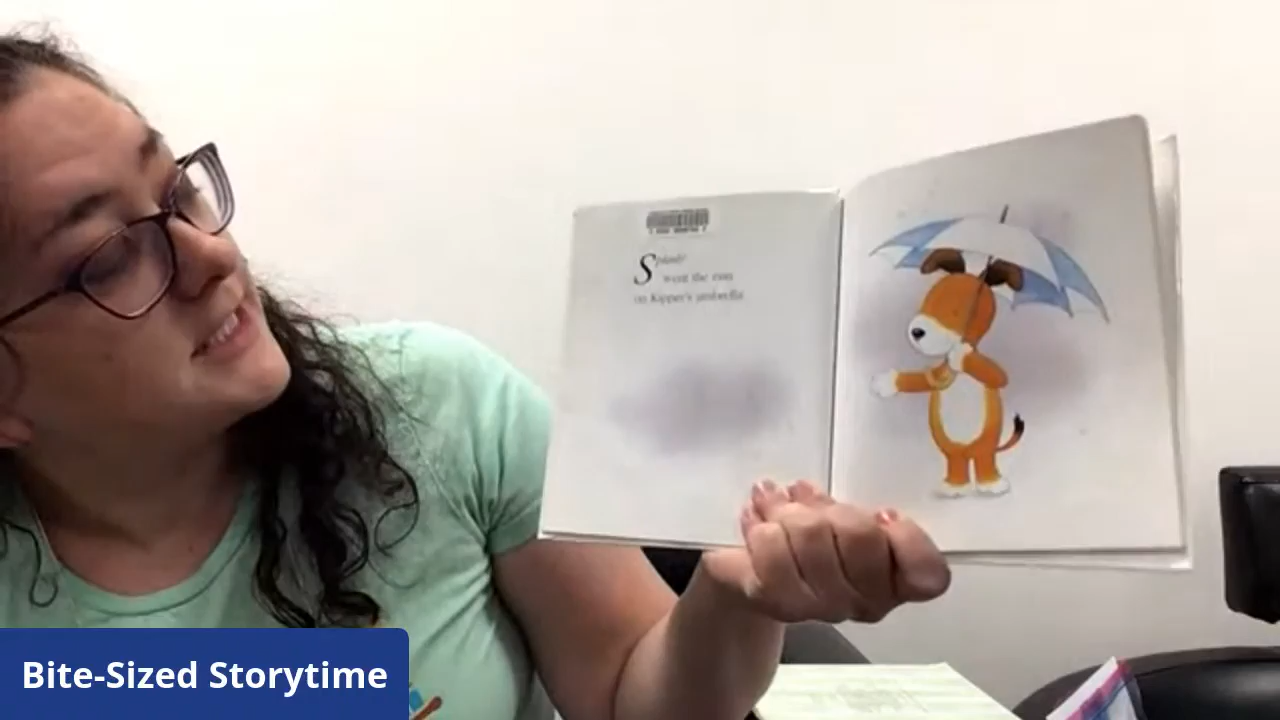 Splash!
went the rain
on Kipper's umbrella.
Bite-Sized Storytime